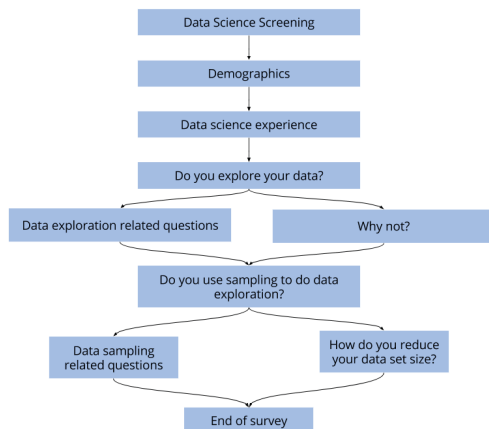 Data Science Screening
Demographics
Data science experience
Do you explore your data?
Data exploration related questions
Why not?
Do you use sampling to do data
exploration?
Data sampling
related questions
How do you reduce
your data set size?
End of survey